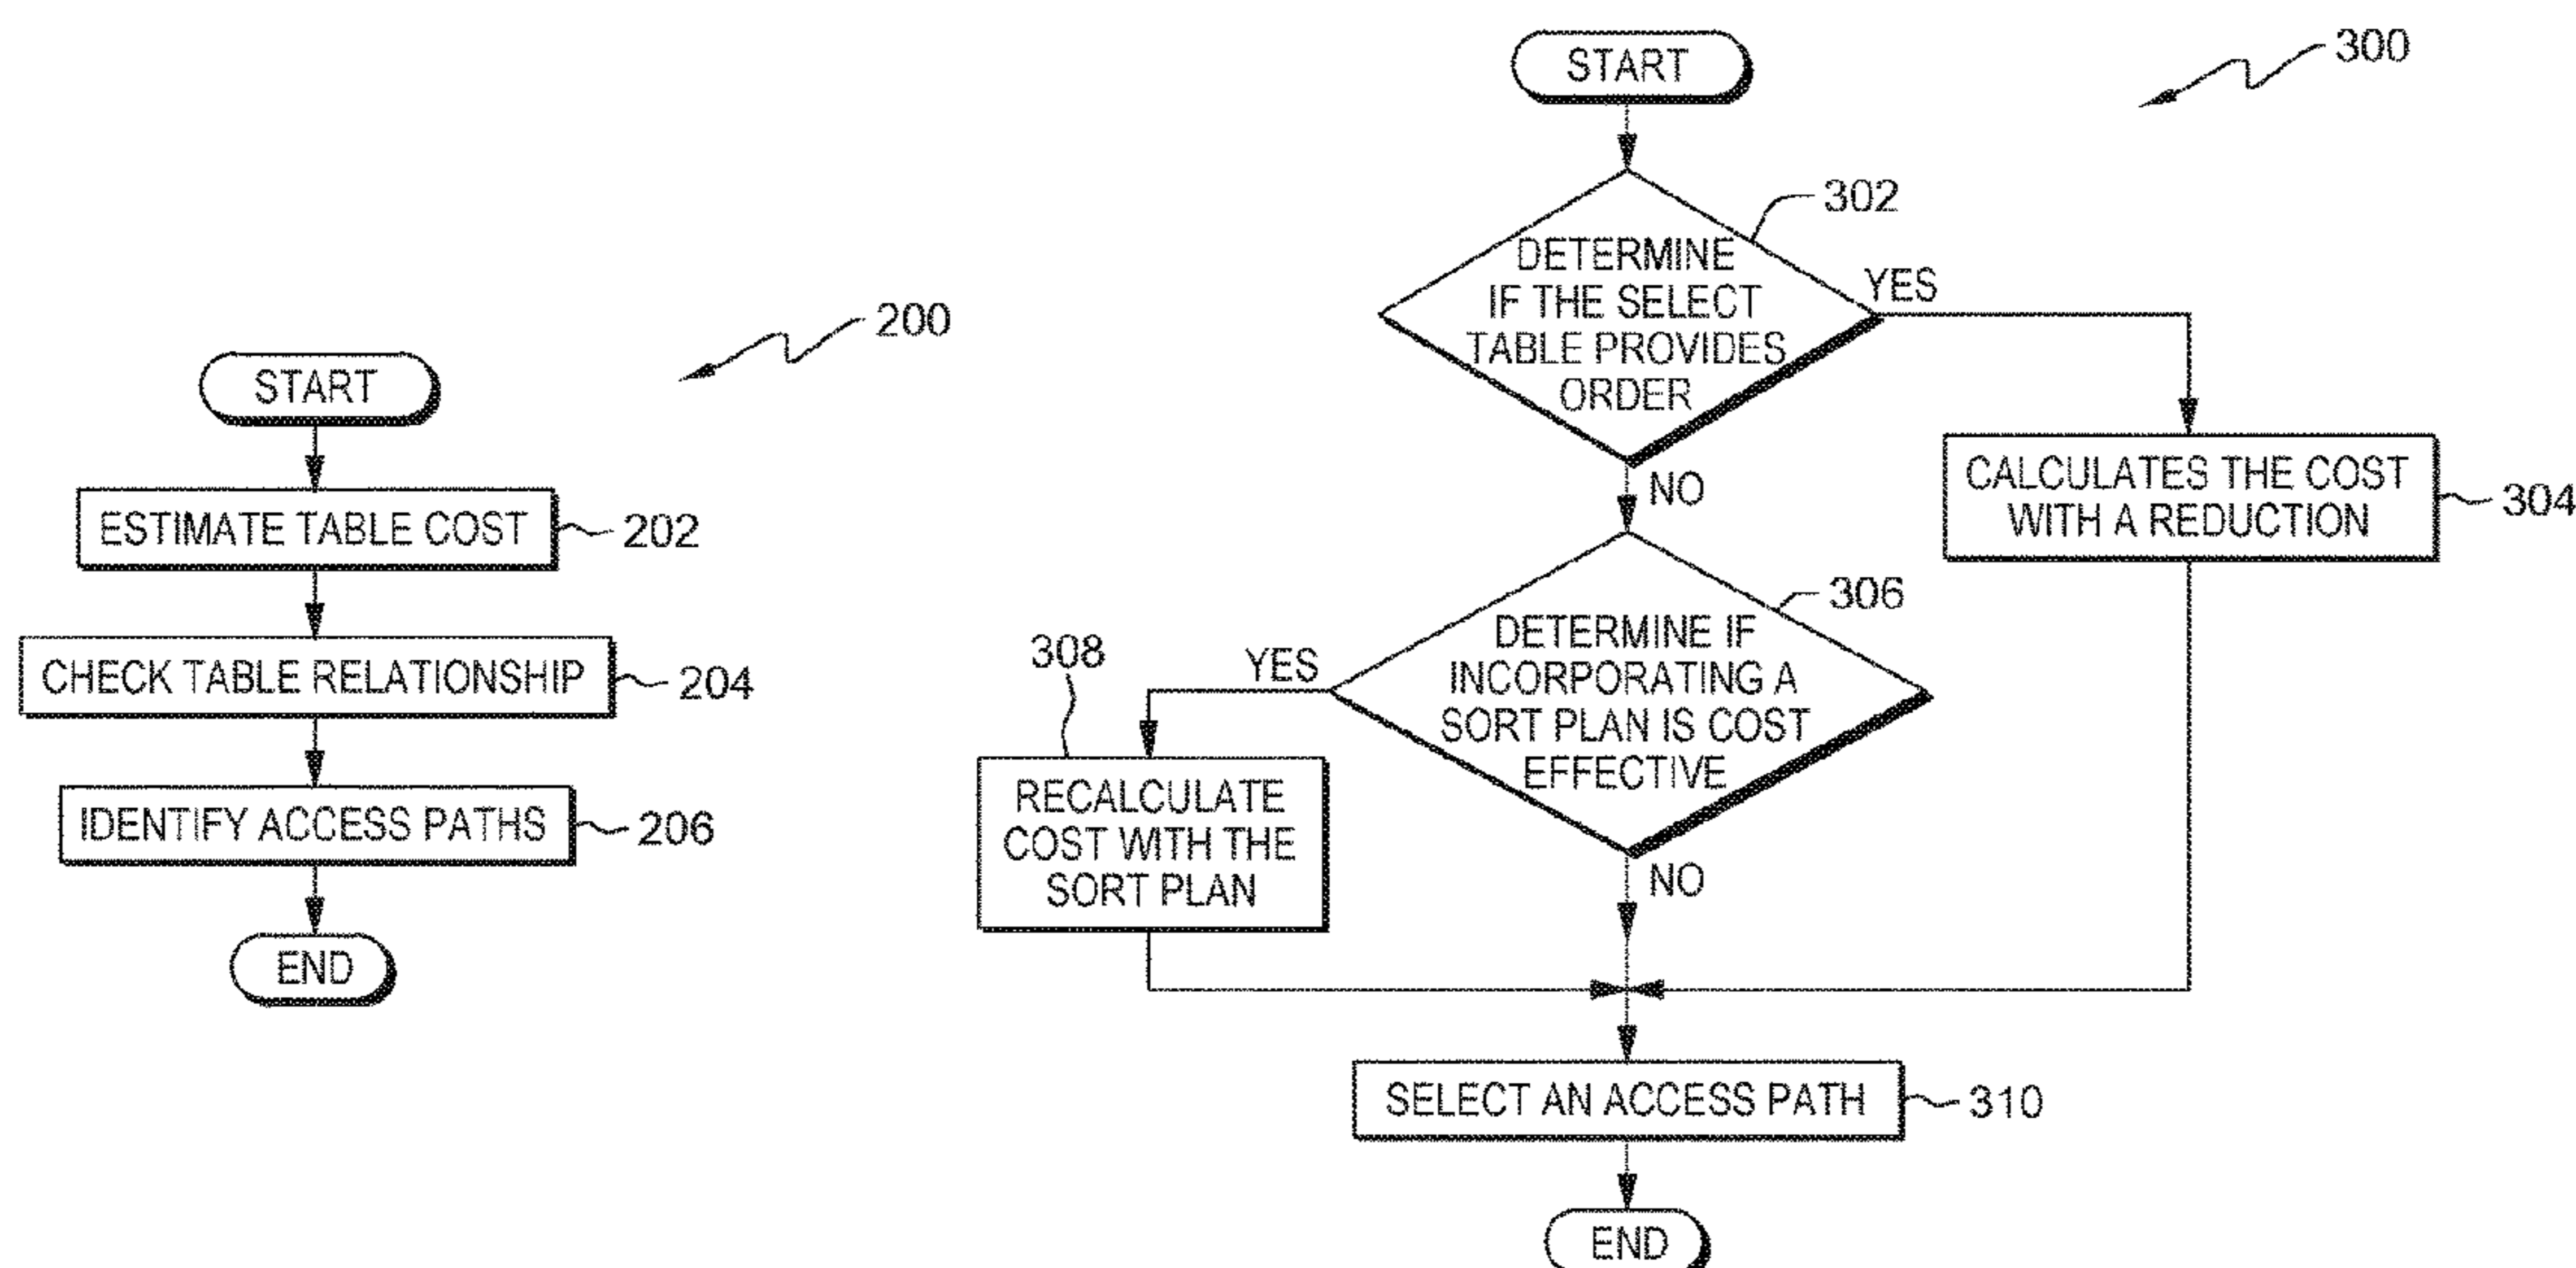 200
START
ESTIMATE TABLE COST
202
CHECK TABLE RELATIONSHIP
204
IDENTIFY ACCESS PATHS
206
END
300
START
302
DETERMINE
IF THE SELECT
TABLE PROVIDES
ORDER
YES
NO
CALCULATES THE COST
WITH A REDUCTION
304
306
DETERMINE IF
INCORPORATING A
SORT PLAN IS COST
EFFECTIVE
YES
NO
308
RECALCULATE
COST WITH THE
SORT PLAN
SELECT AN ACCESS PATH
310
END